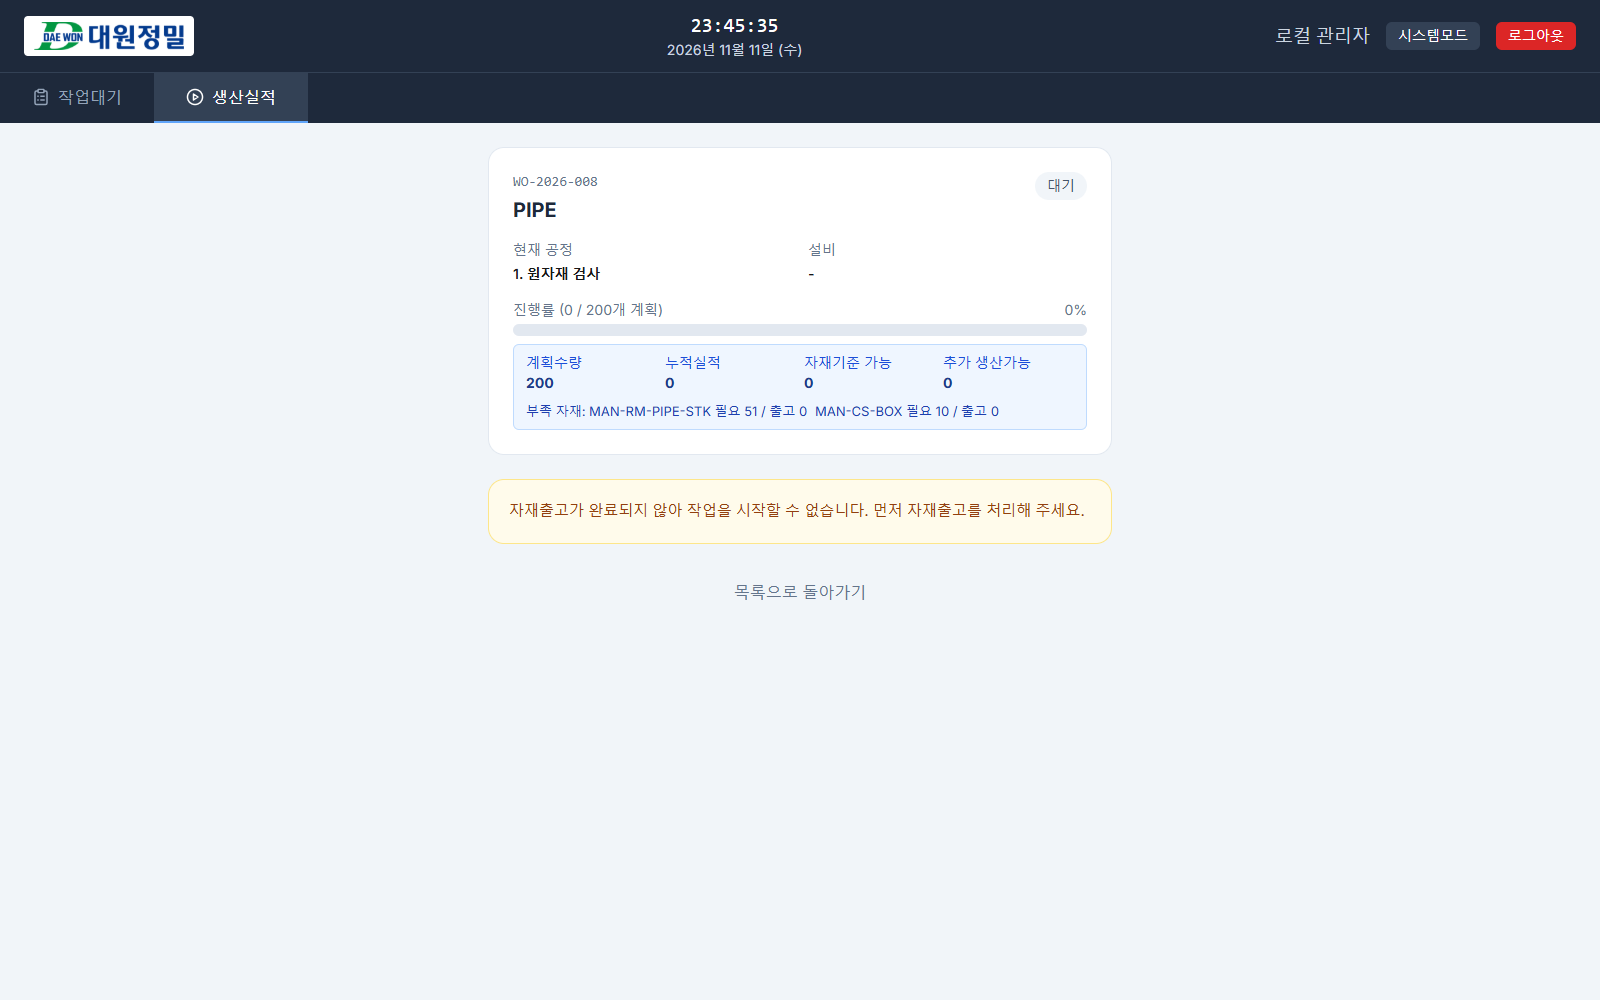 DAE WON 대원정밀
23:45:35
2026년 11월 11일 (수)
로컬 관리자
시스템모드
로그아웃
작업대기
생산실적
WO-2026-008
대기
PIPE
현재 공정
설비
1. 원자재 검사
-
진행률 (0 / 200개 계획)
0%
계획수량
누적실적
자재기준 가능
추가 생산가능
200
0
0
0
부족 자재: MAN-RM-PIPE-STK 필요 51 / 출고 0 MAN-CS-BOX 필요 10 / 출고 0
자재출고가 완료되지 않아 작업을 시작할 수 없습니다. 먼저 자재출고를 처리해 주세요.
목록으로 돌아가기